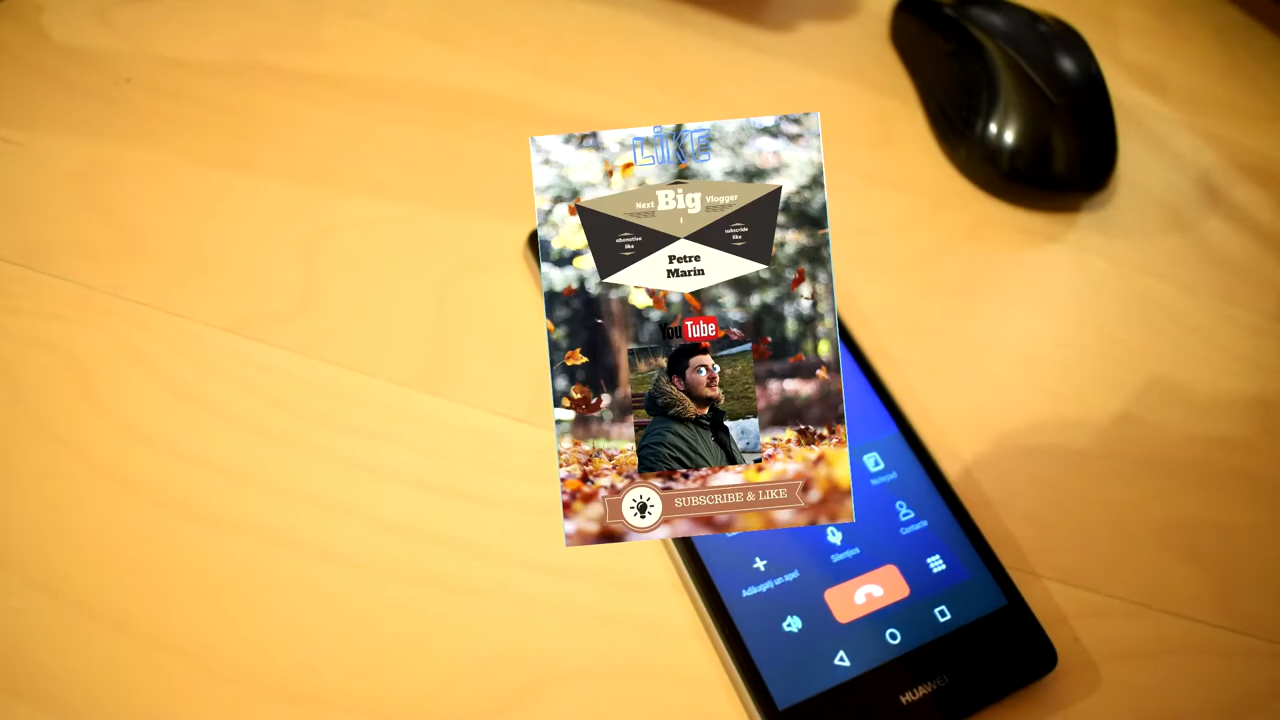 LIKE
Next Big Vlogger
abonative
like
subscride
like
Petre
Marin
YouTube
SUBSCRIBE & LIKE
Notepad
Contacte
Silențios
Adăugați un apel
HUAWEI